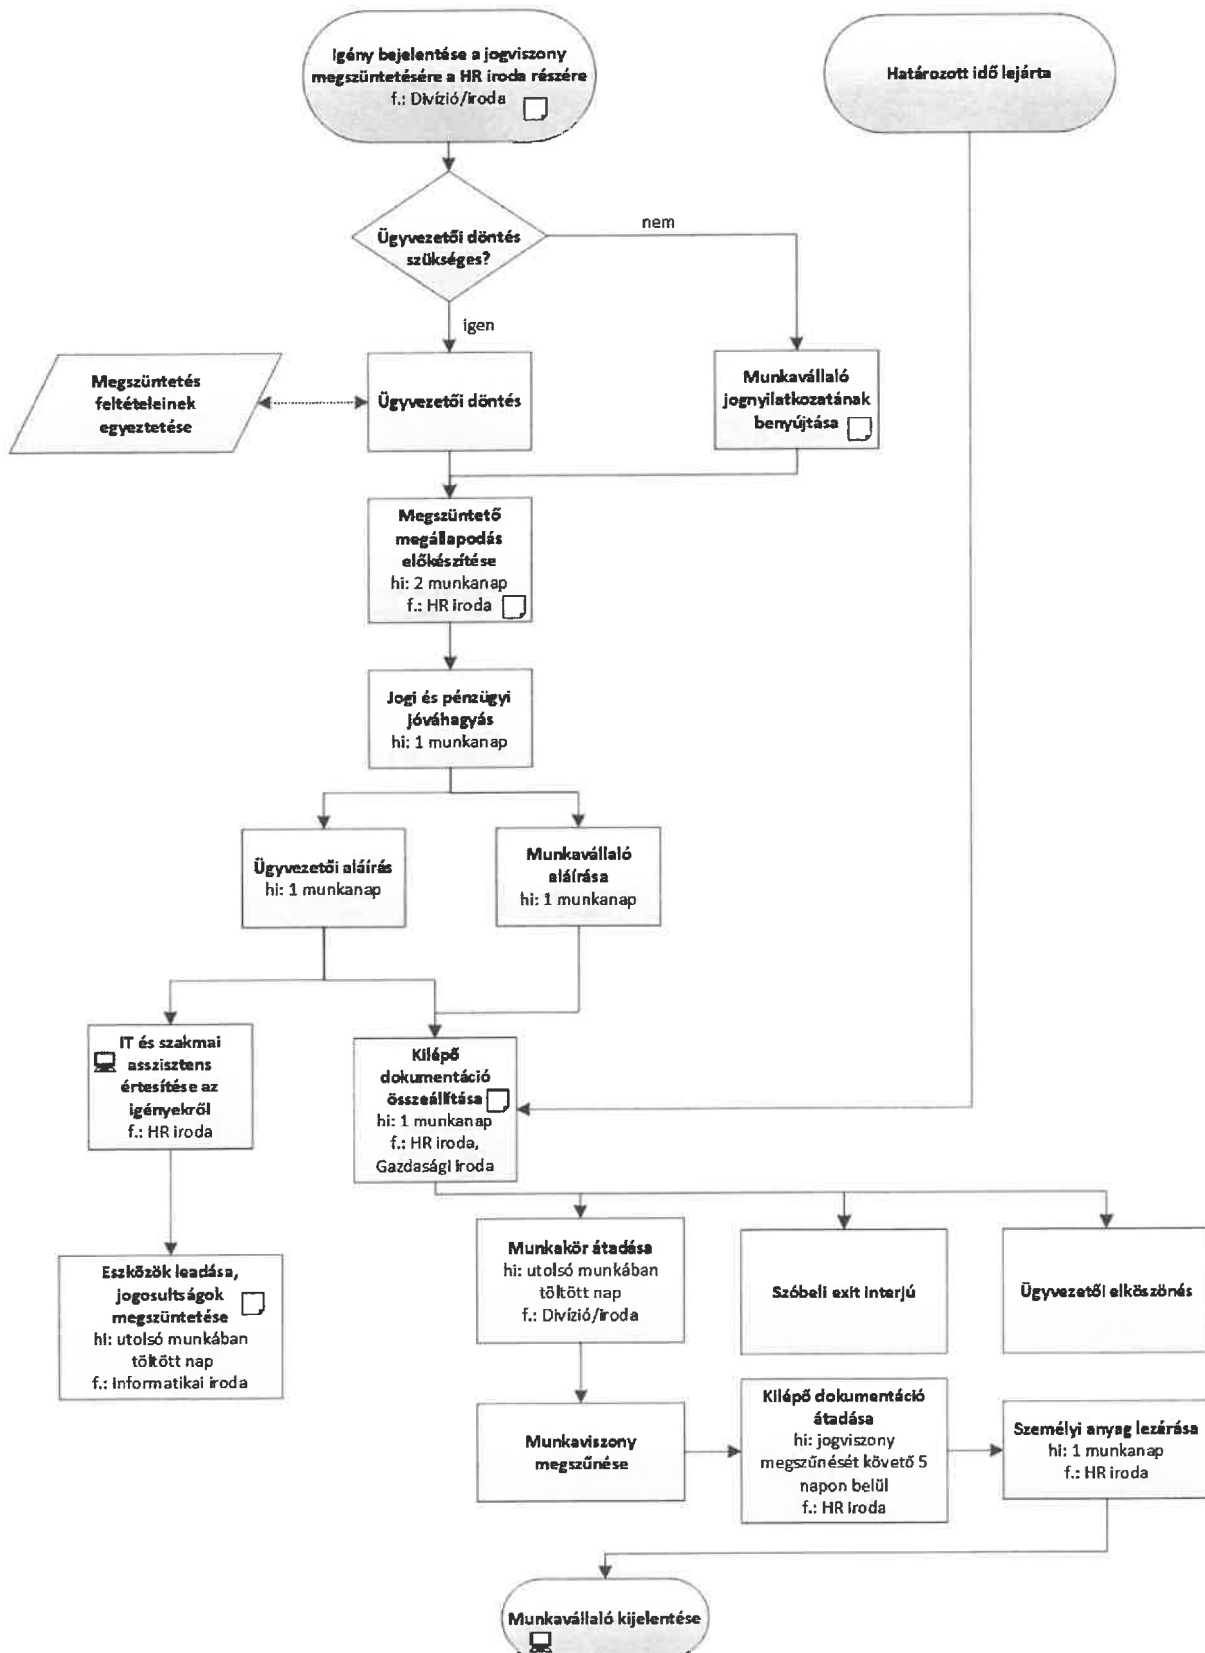 Igény bejelentése a jogviszony
megszüntetésére a HR iroda részére
f.: Divízió/iroda
Határozott idő lejárta
Ügyvezetői döntés
szükséges?
nem
igen
Megszüntetés
feltételeinek
egyeztetése
Ügyvezetői döntés
Munkavállaló
jognyilatkozatának
benyújtása
Megszüntető
megállapodás
előkészítése
hi: 2 munkanap
f.: HR iroda
Jogi és pénzügyi
jóváhagyás
hi: 1 munkanap
Ügyvezetői aláírás
hi: 1 munkanap
Munkavállaló
aláírása
hi: 1 munkanap
IT és szakmai
asszisztens
értesítése az
igényekről
f.: HR iroda
Kilépő
dokumentáció
összeállítása
hi: 1 munkanap
f.: HR iroda,
Gazdasági iroda
Eszközök leadása,
jogosultságok
megszüntetése
hi: utolsó munkában
töltött nap
f.: Informatikai iroda
Munkakör átadása
hi: utolsó munkában
töltött nap
f.: Divízió/iroda
Szóbeli exit interjú
Ügyvezetői elköszönés
Munkaviszony
megszűnése
Kilépő dokumentáció
átadása
hi: jogviszony
megszűnését követő 5
napon belül
f.: HR iroda
Személyi anyag lezárása
hi: 1 munkanap
f.: HR iroda
Munkavállaló kijelentése